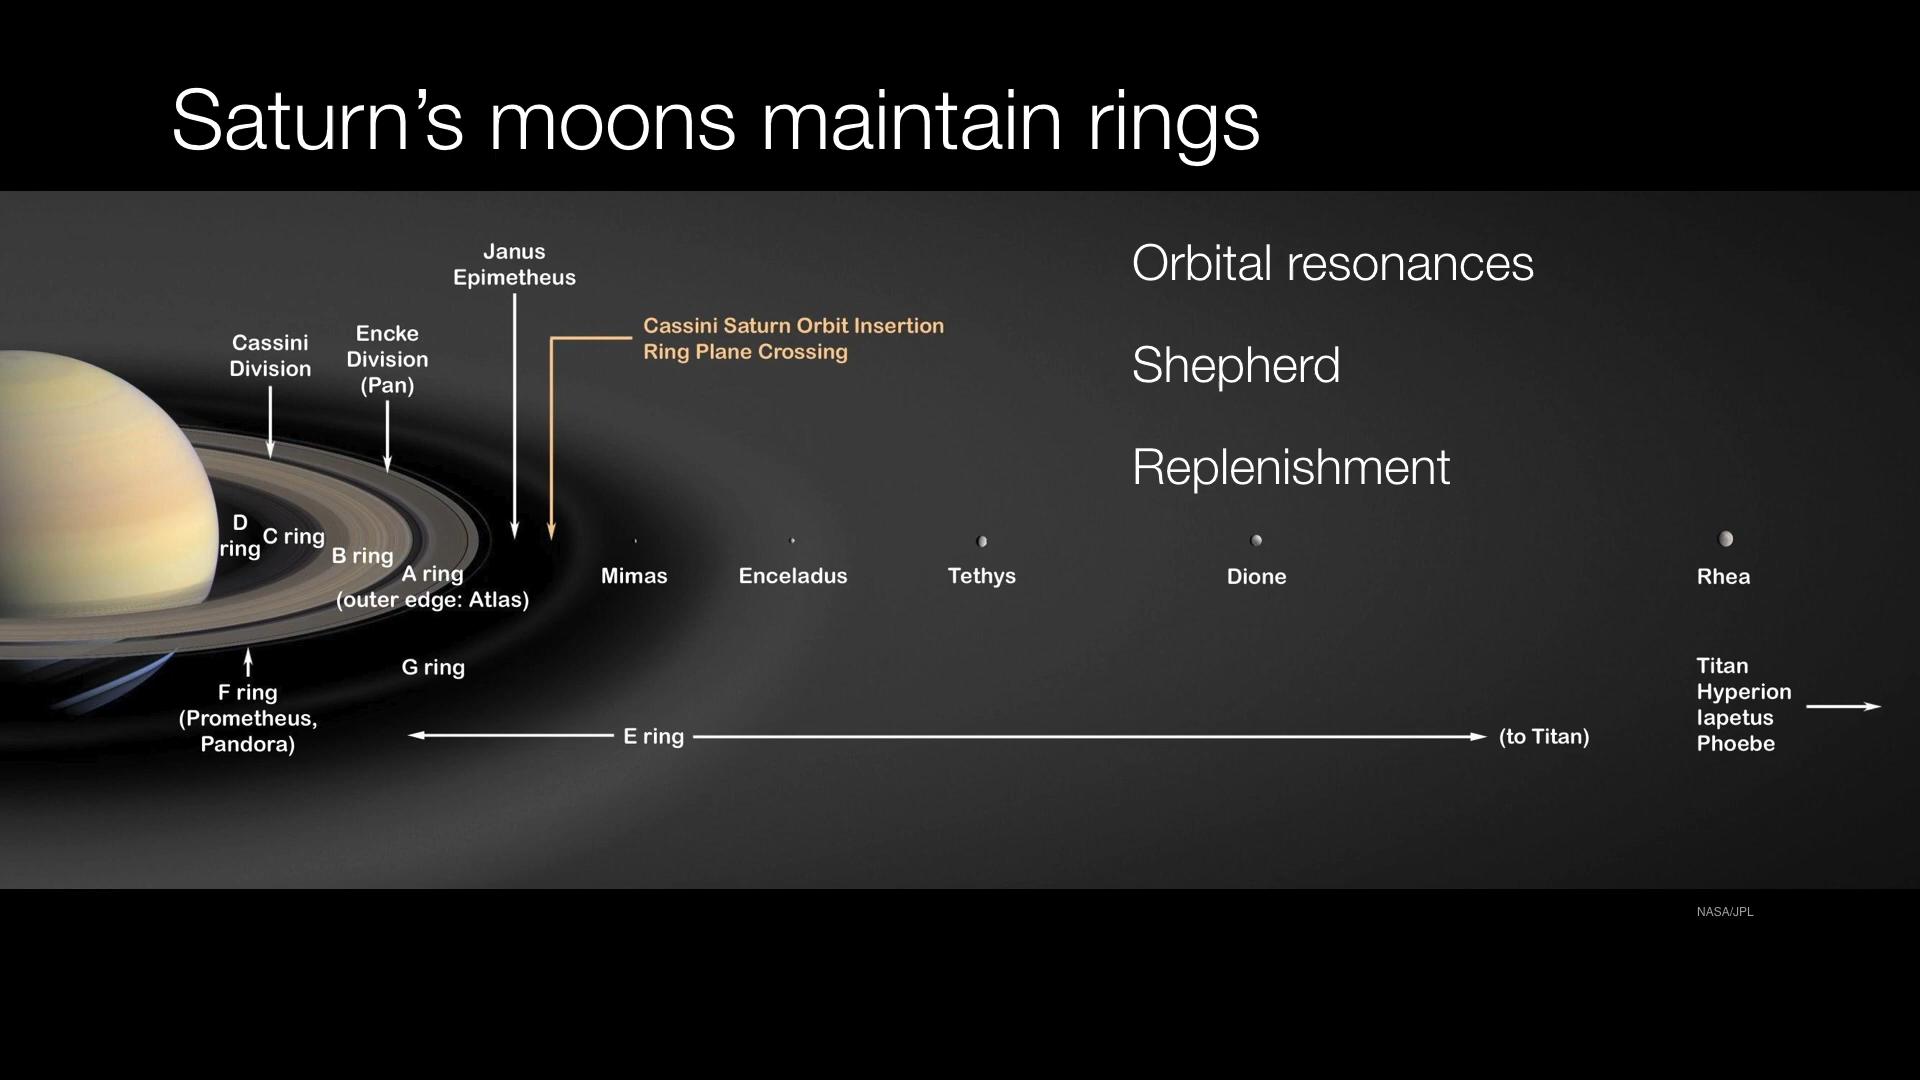 Saturn’s moons maintain rings
Janus
Epimetheus
Cassini Saturn Orbit Insertion
Ring Plane Crossing
Cassini
Division
Encke
Division
(Pan)
Orbital resonances
Shepherd
Replenishment
D
ring
C ring
B ring
A ring
(outer edge: Atlas)
Mimas
Enceladus
Tethys
Dione
Rhea
G ring
F ring
(Prometheus,
Pandora)
E ring
(to Titan)
Titan
Hyperion
Iapetus
Phoebe
NASA/JPL